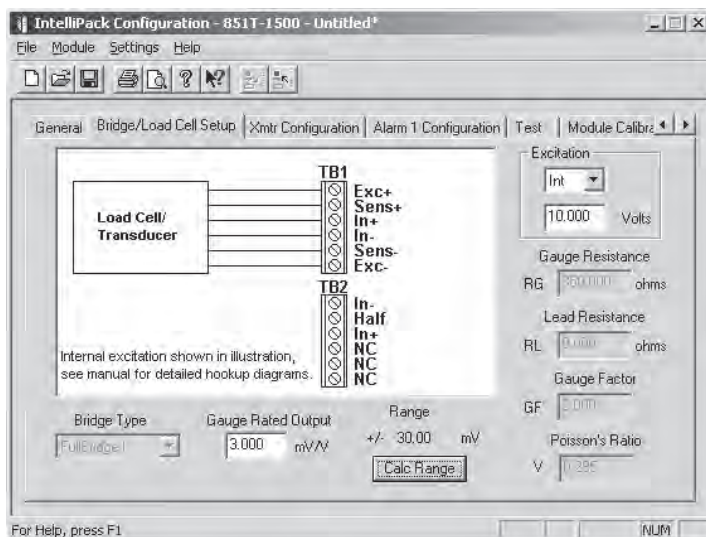 IntelliPack Configuration - 851T-1500 - Untitled*
File Module Settings Help
General Bridge/Load Cell Setup Xmtr Configuration Alarm 1 Configuration Test Module Calibra
Load Cell/
Transducer
TB1
Exc+
Sens+
In+
In-
Sens-
Exc-
TB2
In-
Half
In+
NC
NC
NC
Internal excitation shown in illustration,
see manual for detailed hookup diagrams.
Excitation
Int
10.000 Volts
Gauge Resistance
RG ohms
Lead Resistance
RL ohms
Gauge Factor
GF
Poisson's Ratio
V 0.285
Bridge Type
FullBridge I
Gauge Rated Output
3.000 mV/V
Range
+/- 30.00 mV
Calc Range
For Help, press F1
NUM